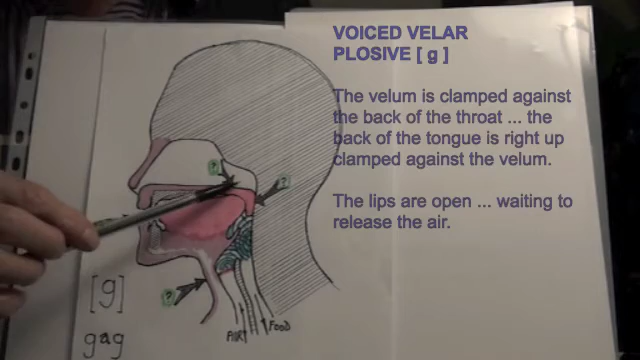 VOICED VELAR
PLOSIVE [ g ]
The velum is clamped against
the back of the throat ... the
back of the tongue is right up
clamped against the velum.
The lips are open ... waiting to
release the air.
?
?
?
[g]
gag
AIR
FOOD